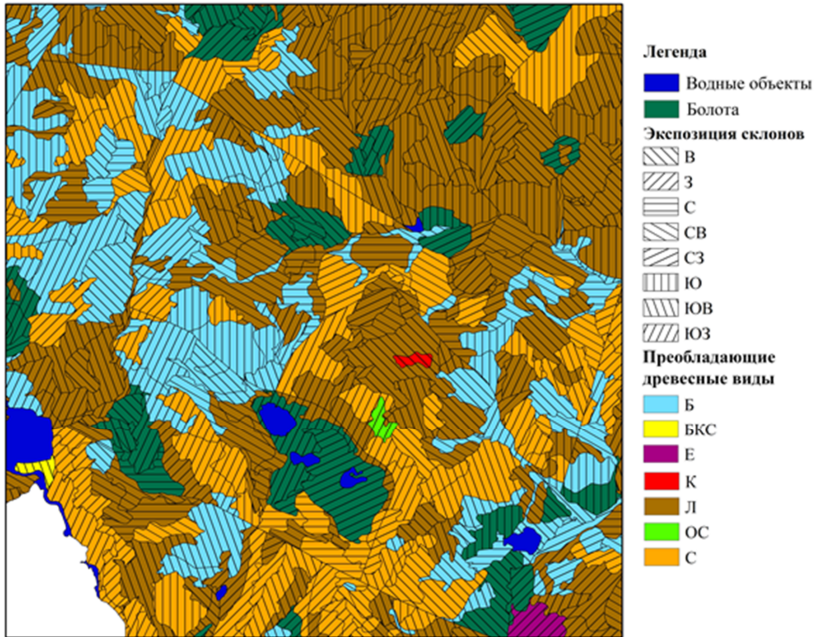 Легенда
Водные объекты
Болота
Экспозиция склонов
В
З
С
СВ
СЗ
Ю
ЮВ
ЮЗ
Преобладающие
древесные виды
Б
БКС
Е
К
Л
ОС
С